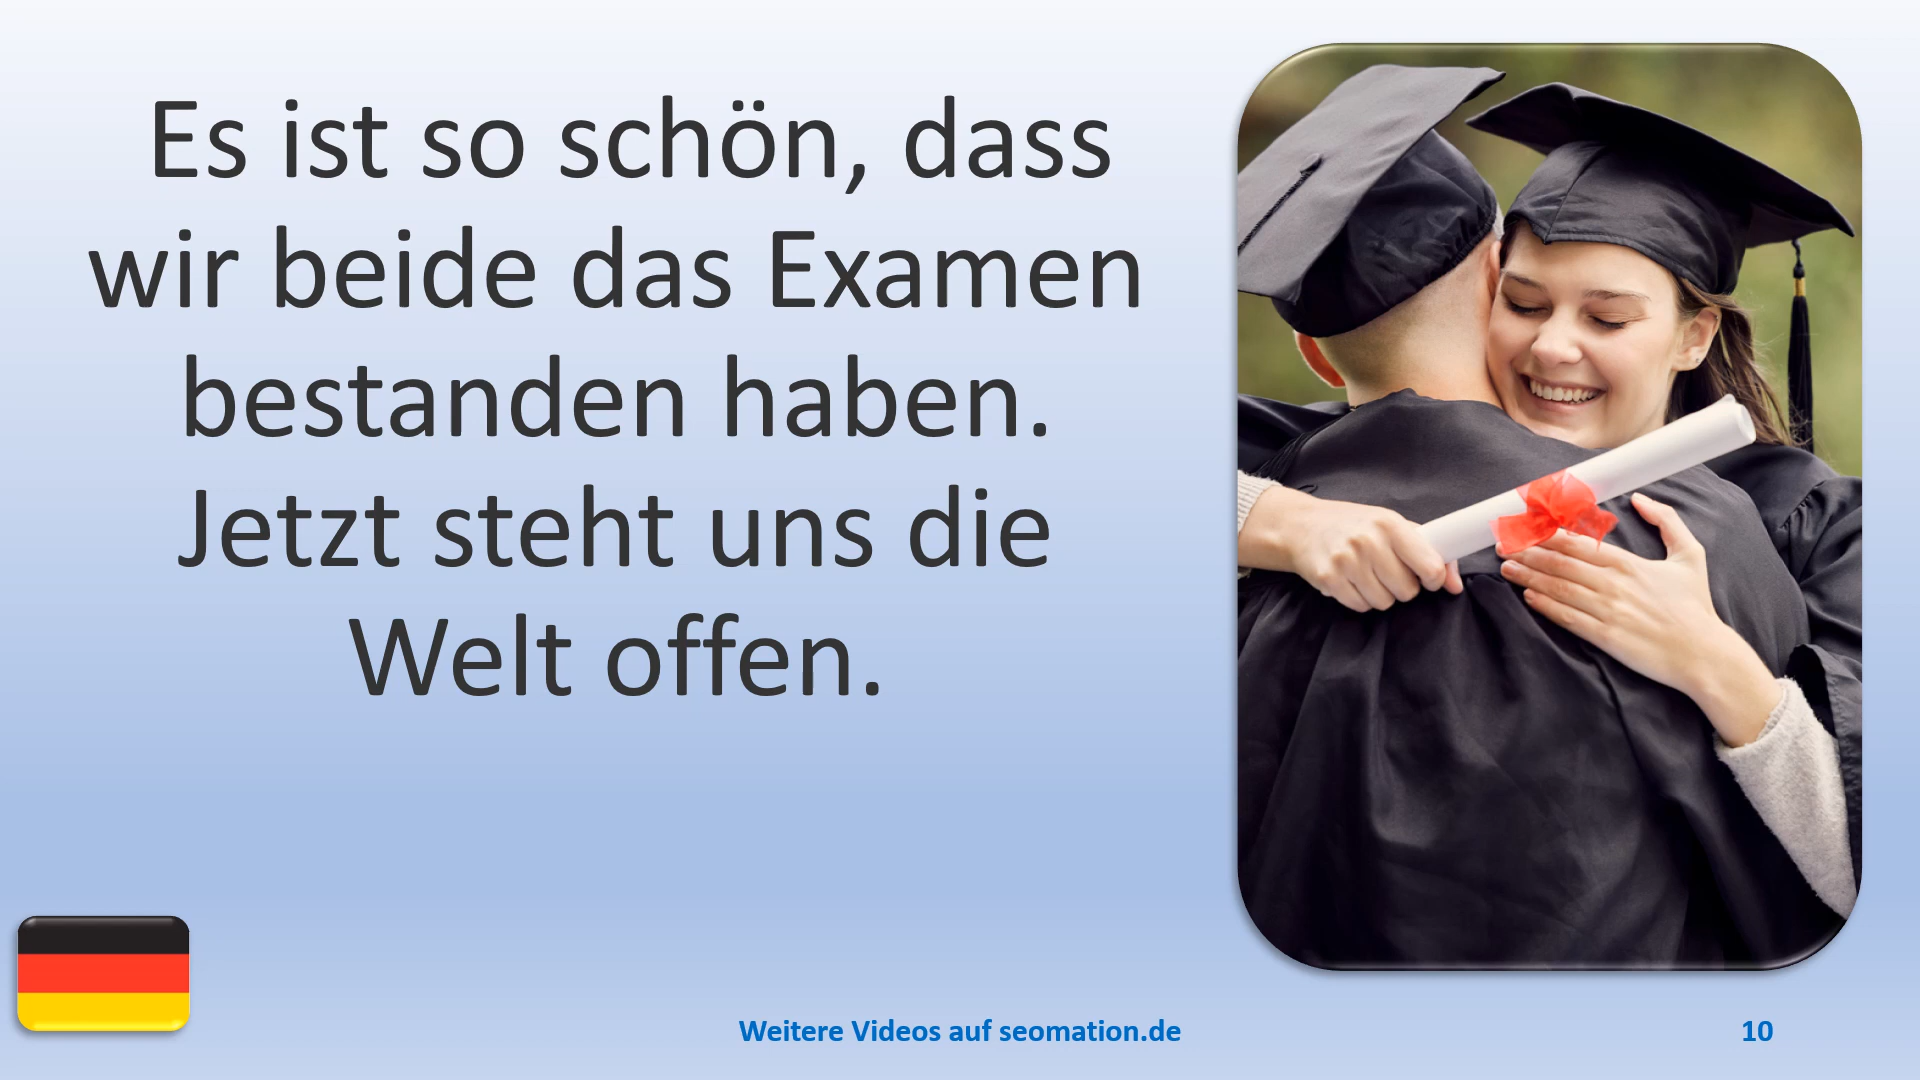 Es ist so schön, dass
wir beide das Examen
bestanden haben.
Jetzt steht uns die
Welt offen.
Weitere Videos auf seomation.de
10